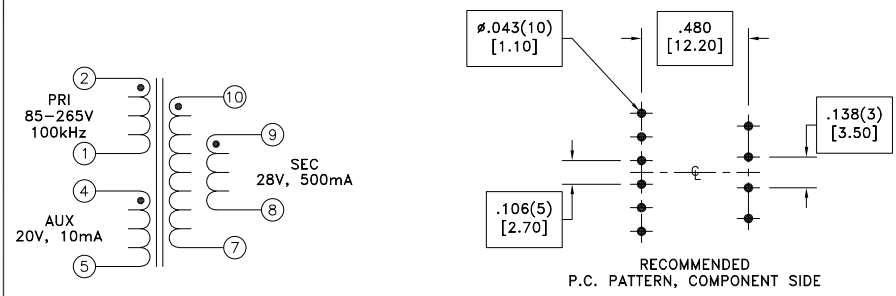 2
PRI
85-265V
100kHz
1
4
AUX
20V, 10mA
5
10
9
SEC
28V, 500mA
8
7
ø.043(10)
[1.10]
.480
[12.20]
.138(3)
[3.50]
℄
.106(5)
[2.70]
RECOMMENDED
P.C. PATTERN, COMPONENT SIDE